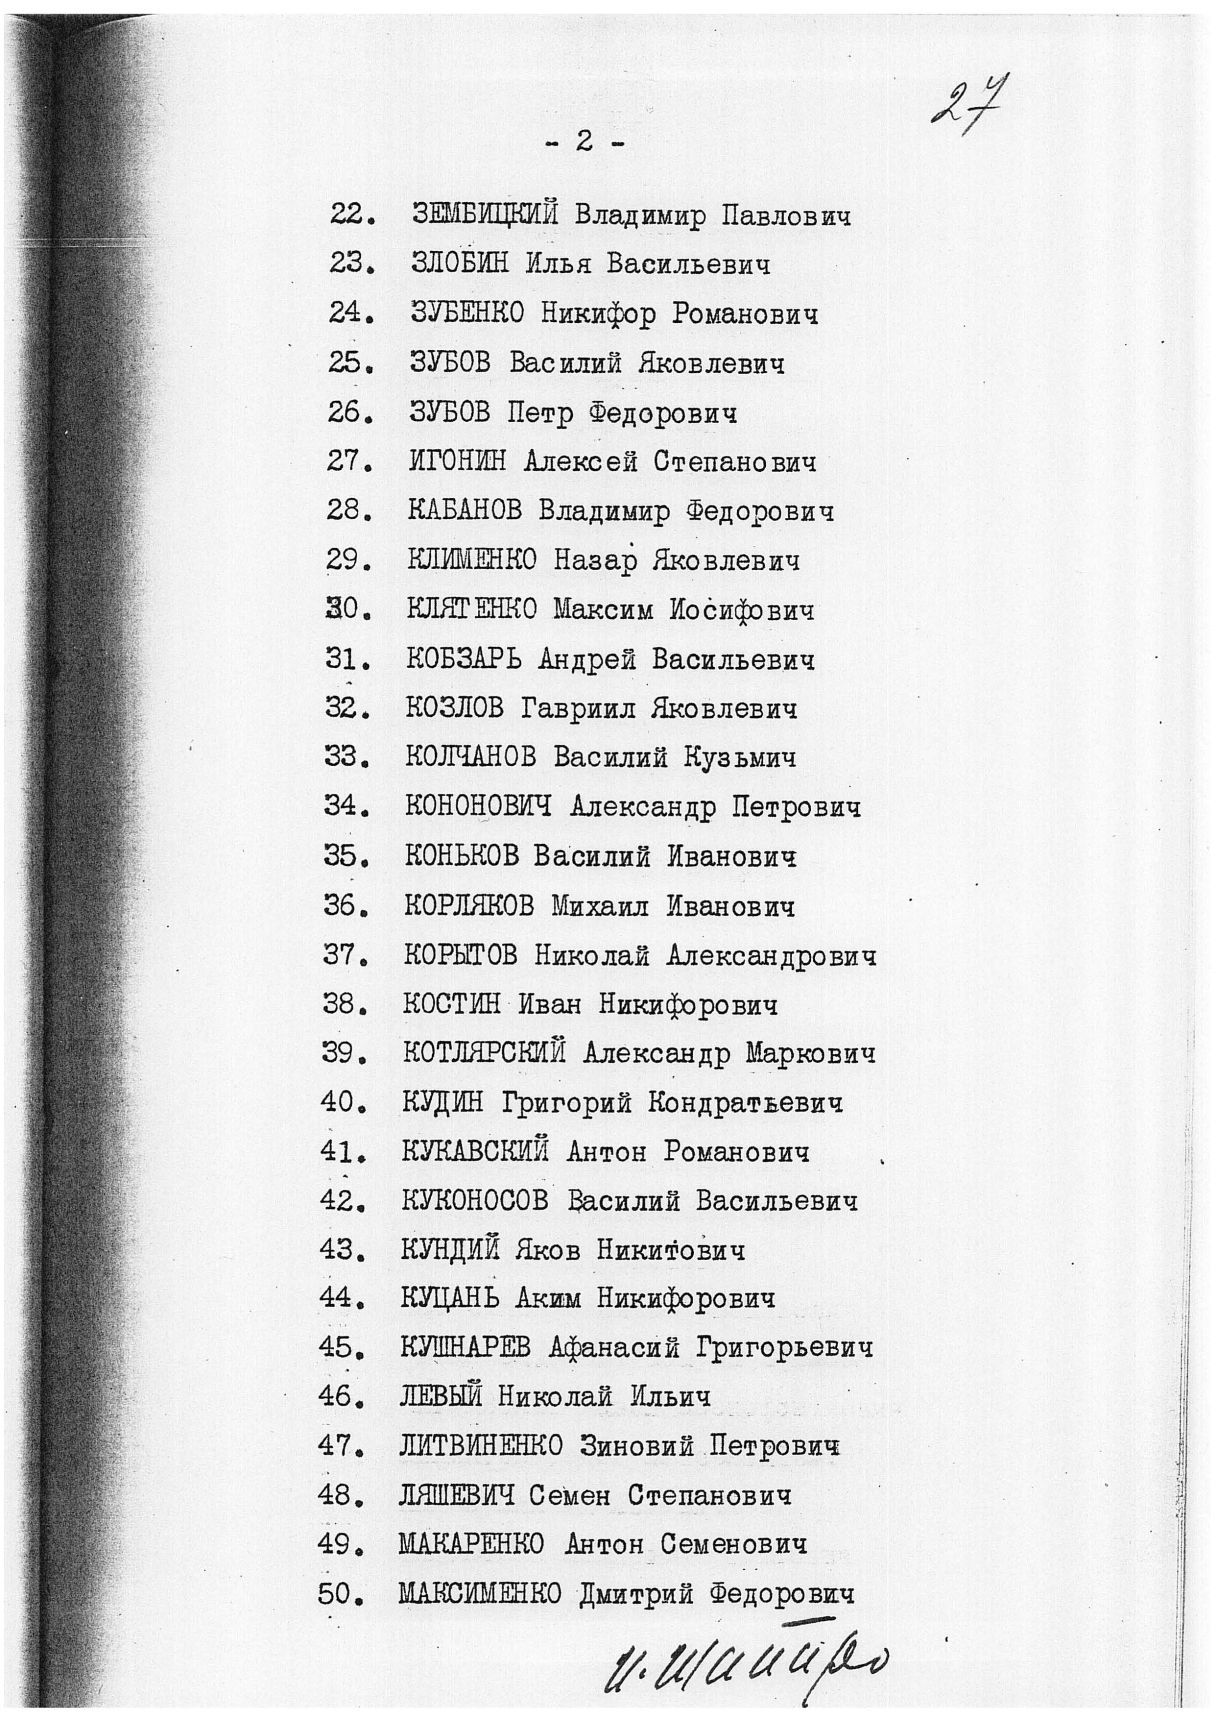 27
- 2 -
22. ЗЕМБИЦКИЙ Владимир Павлович
23. ЗЛОБИН Илья Васильевич
24. ЗУБЕНКО Никифор Романович
25. ЗУБОВ Василий Яковлевич
26. ЗУБОВ Петр Федорович
27. ИГОНИН Алексей Степанович
28. КАБАНОВ Владимир Федорович
29. КЛИМЕНКО Назар Яковлевич
30. КЛЯТЕНКО Максим Иосифович
31. КОБЗАРЬ Андрей Васильевич
32. КОЗЛОВ Гавриил Яковлевич
33. КОЛЧАНОВ Василий Кузьмич
34. КОНОНОВИЧ Александр Петрович
35. КОНЬКОВ Василий Иванович
36. КОРЛЯКОВ Михаил Иванович
37. КОРЫТОВ Николай Александрович
38. КОСТИН Иван Никифорович
39. КОТЛЯРСКИЙ Александр Маркович
40. КУДИН Григорий Кондратьевич
41. КУКАВСКИЙ Антон Романович
42. КУКОНОСОВ Василий Васильевич
43. КУНДИЙ Яков Никитович
44. КУЦАНЬ Аким Никифорович
45. КУШНАРЕВ Афанасий Григорьевич
46. ЛЕВЫЙ Николай Ильич
47. ЛИТВИНЕНКО Зиновий Петрович
48. ЛЯШЕВИЧ Семен Степанович
49. МАКАРЕНКО Антон Семенович
50. МАКСИМЕНКО Дмитрий Федорович
И. Шапиро